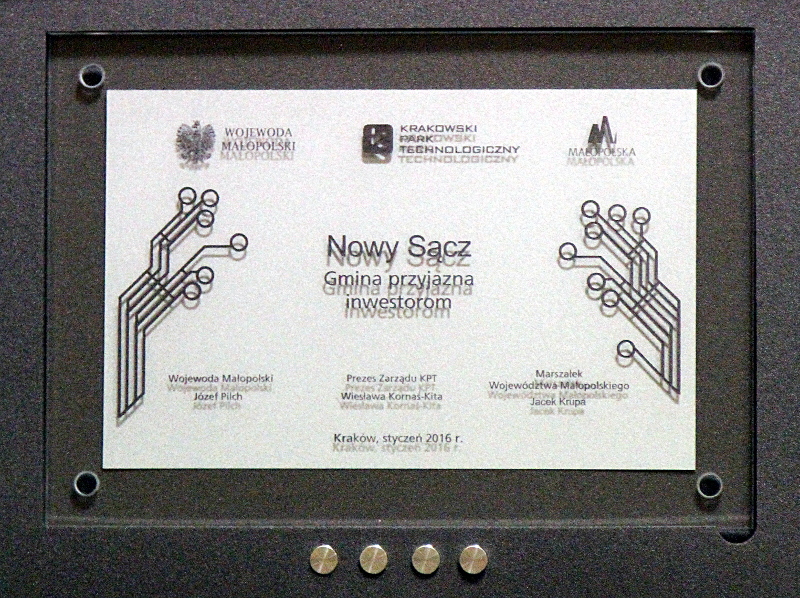 WOJEWODA
MAŁOPOLSKI
KRAKOWSKI
PARK
TECHNOLOGICZNY
MAŁOPOLSKA
Nowy Sącz
Gmina przyjazna
inwestorom
Wojewoda Małopolski
Józef Pilch
Prezes Zarządu KPT
Wiesława Kornaś-Kita
Marszałek
Województwa Małopolskiego
Jacek Krupa
Kraków, styczeń 2016 r.